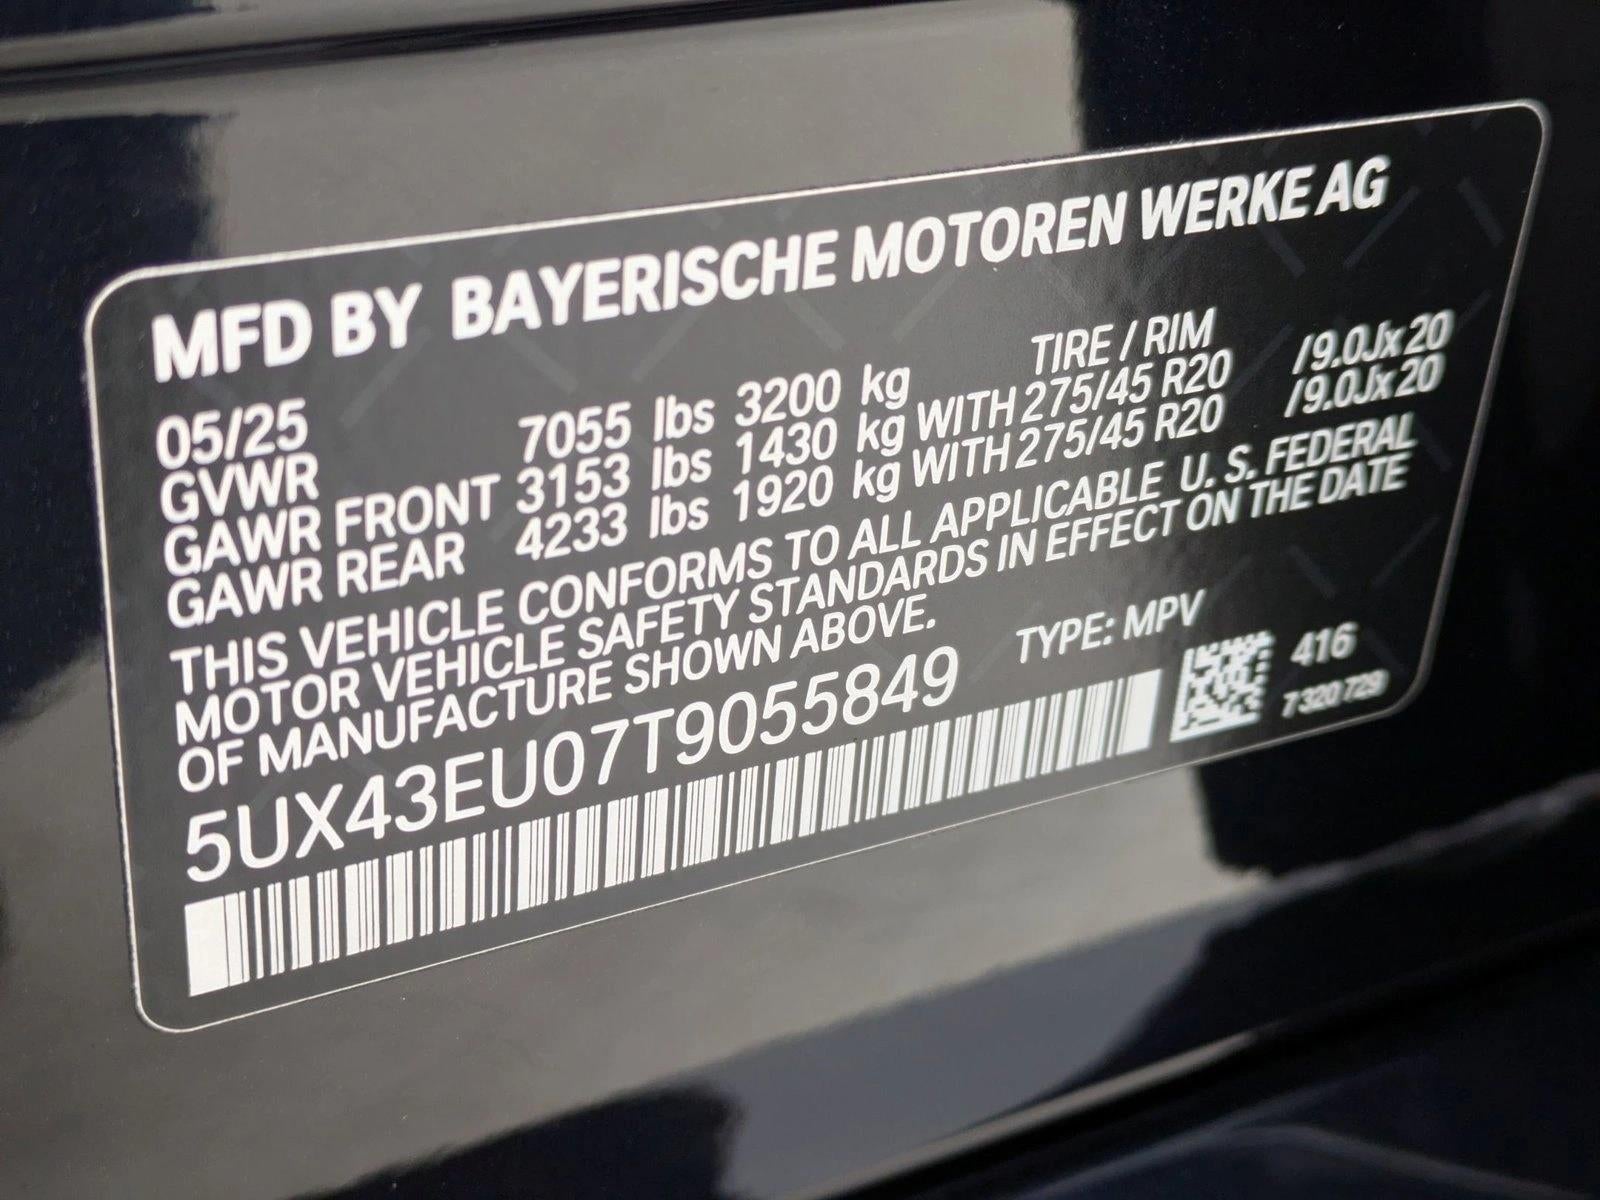 MFD BY BAYERISCHE MOTOREN WERKE AG
05/25
TIRE / RIM
GVWR 7055 lbs 3200 kg
GAWR FRONT 3153 lbs 1430 kg WITH 275/45 R20 /9.0Jx20
GAWR REAR 4233 lbs 1920 kg WITH 275/45 R20 /9.0Jx20
THIS VEHICLE CONFORMS TO ALL APPLICABLE U. S. FEDERAL
MOTOR VEHICLE SAFETY STANDARDS IN EFFECT ON THE DATE
OF MANUFACTURE SHOWN ABOVE.
5UX43EU07T9055849 TYPE: MPV
416
7 320 729